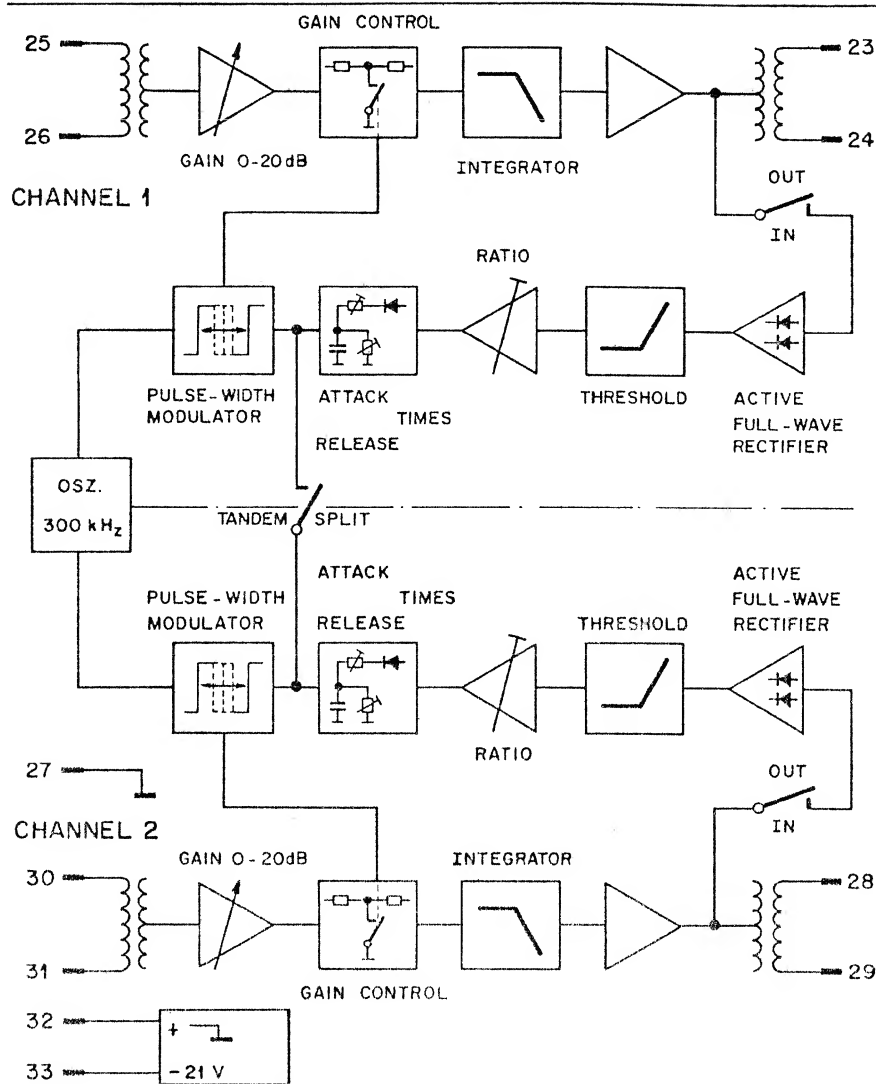 GAIN CONTROL
25
23
26
24
GAIN 0-20dB
INTEGRATOR
CHANNEL 1
OUT
IN
RATIO
PULSE-WIDTH
MODULATOR
ATTACK
TIMES
RELEASE
THRESHOLD
ACTIVE
FULL-WAVE
RECTIFIER
OSZ.
300 kHz
TANDEM
SPLIT
PULSE-WIDTH
MODULATOR
ATTACK
TIMES
RELEASE
THRESHOLD
ACTIVE
FULL-WAVE
RECTIFIER
RATIO
27
OUT
IN
CHANNEL 2
GAIN 0-20dB
INTEGRATOR
30
28
31
29
GAIN CONTROL
32
+
33
-21 V